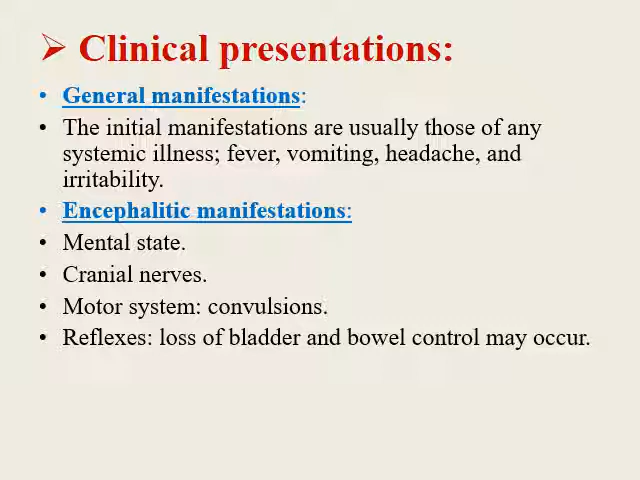 ➢ Clinical presentations:
• General manifestations:
• The initial manifestations are usually those of any
systemic illness; fever, vomiting, headache, and
irritability.
• Encephalitic manifestations:
• Mental state.
• Cranial nerves.
• Motor system: convulsions.
• Reflexes: loss of bladder and bowel control may occur.